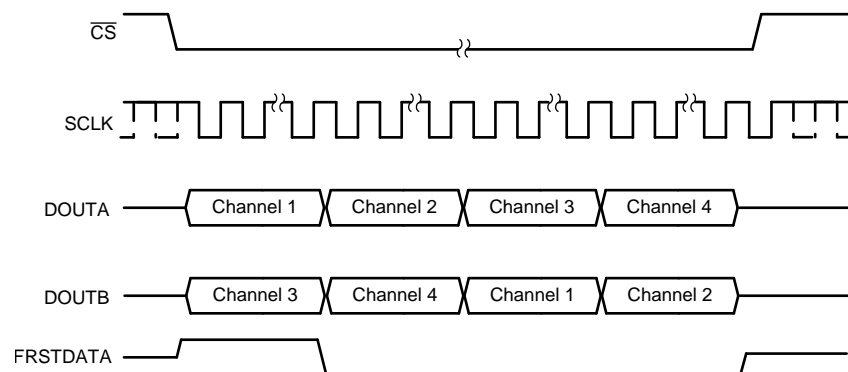 CS
SCLK
DOUTA Channel 1 Channel 2 Channel 3 Channel 4
DOUTB Channel 3 Channel 4 Channel 1 Channel 2
FRSTDATA